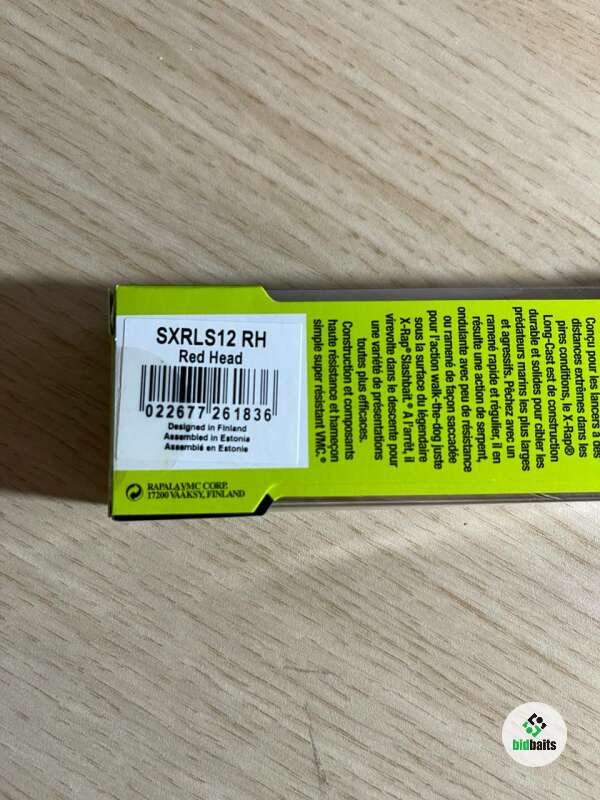 SXRLS12 RH
Red Head
022677 261836
Designed in Finland
Assembled in Estonia
Assemblé en Estonie
RAPALA VMC CORP.
17200 VÄÄKSY, FINLAND
Conçu pour les lancers à des
distances extrêmes dans les
pires conditions, le X-Rap®
Long-Cast est de construction
durable et solides pour cibler les
prédateurs marins les plus larges
et agressifs. Pêchez avec un
ramené rapide et régulier, il en
résulte une action de serpent,
ondulante avec peu de résistance
ou ramené de façon saccadée
pour l'action walk-the-dog juste
sous la surface du légendaire
X-Rap® Slashbait.® A l'arrêt, il
virevolte dans le descente pour
une variété de présentations
toutes plus efficaces.
Construction et composants
haute résistance et hameçon
simple super résistant VMC.®
bidbaits